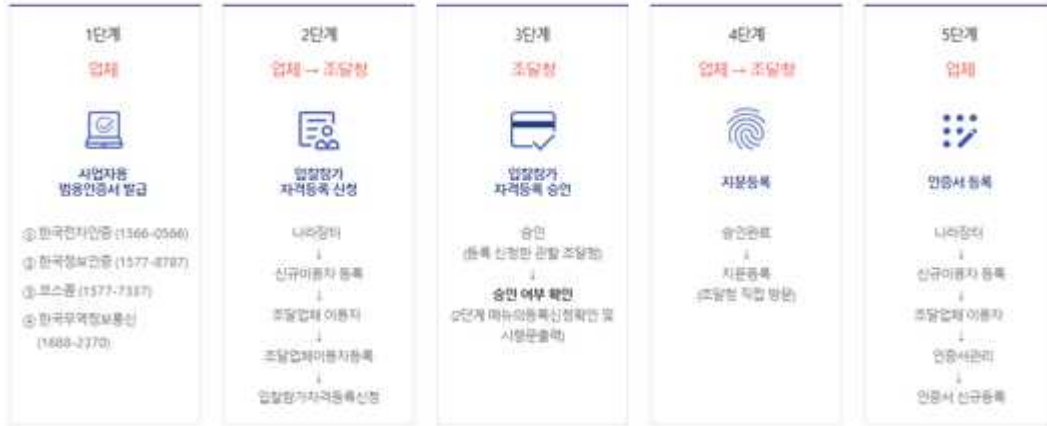 1단계
업체
사업자용
범용인증서 발급
① 한국전자인증 (1566-0566)
② 한국정보인증 (1577-8787)
③ 코스콤 (1577-7337)
④ 한국무역정보통신
(1688-2370)
2단계
업체 → 조달청
입찰참가
자격등록 신청
나라장터
↓
신규이용자 등록
↓
조달업체 이용자
↓
조달업체이용자등록
↓
입찰참가자격등록신청
3단계
조달청
입찰참가
자격등록 승인
승인
(등록 신청한 관할 조달청)
↓
승인 여부 확인
(2단계 메뉴의등록신청확인 및
시행문출력)
4단계
업체 → 조달청
지문등록
승인완료
↓
지문등록
(조달청 직접 방문)
5단계
업체
인증서 등록
나라장터
↓
신규이용자 등록
↓
조달업체 이용자
↓
인증서관리
↓
인증서 신규등록